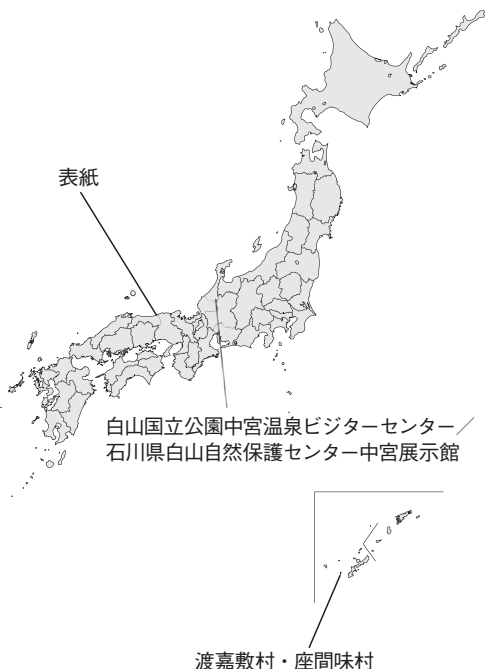 表紙
白山国立公園中宮温泉ビジターセンター／
石川県白山自然保護センター中宮展示館
渡嘉敷村・座間味村